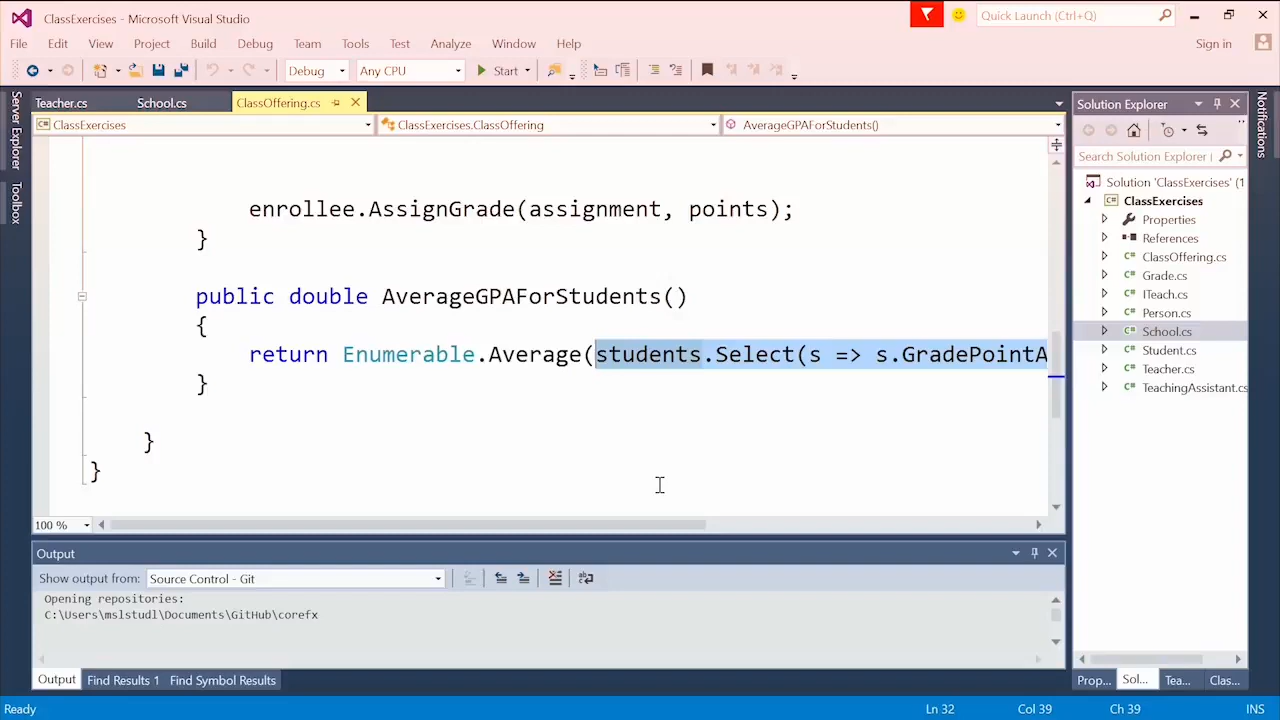 ClassExercises - Microsoft Visual Studio
Quick Launch (Ctrl+Q)
File Edit View Project Build Debug Team Tools Test Analyze Window Help
Sign in
Debug Any CPU Start
Server Explorer
Toolbox
Teacher.cs School.cs ClassOffering.cs
ClassExercises ClassExercises.ClassOffering AverageGPAForStudents()
enrollee.AssignGrade(assignment, points);
}
public double AverageGPAForStudents()
{
return Enumerable.Average(students.Select(s => s.GradePointA
}
}
}
100 %
Output
Show output from: Source Control - Git
Opening repositories:
C:\Users\mslstudl\Documents\GitHub\corefx
Output Find Results 1 Find Symbol Results
Solution Explorer
Search Solution Explorer (
Solution 'ClassExercises' (1
ClassExercises
Properties
References
C# ClassOffering.cs
C# Grade.cs
C# ITeach.cs
C# Person.cs
C# School.cs
C# Student.cs
C# Teacher.cs
C# TeachingAssistant.cs
Prop... Sol... Tea... Clas...
Notifications
Ready Ln 32 Col 39 Ch 39 INS